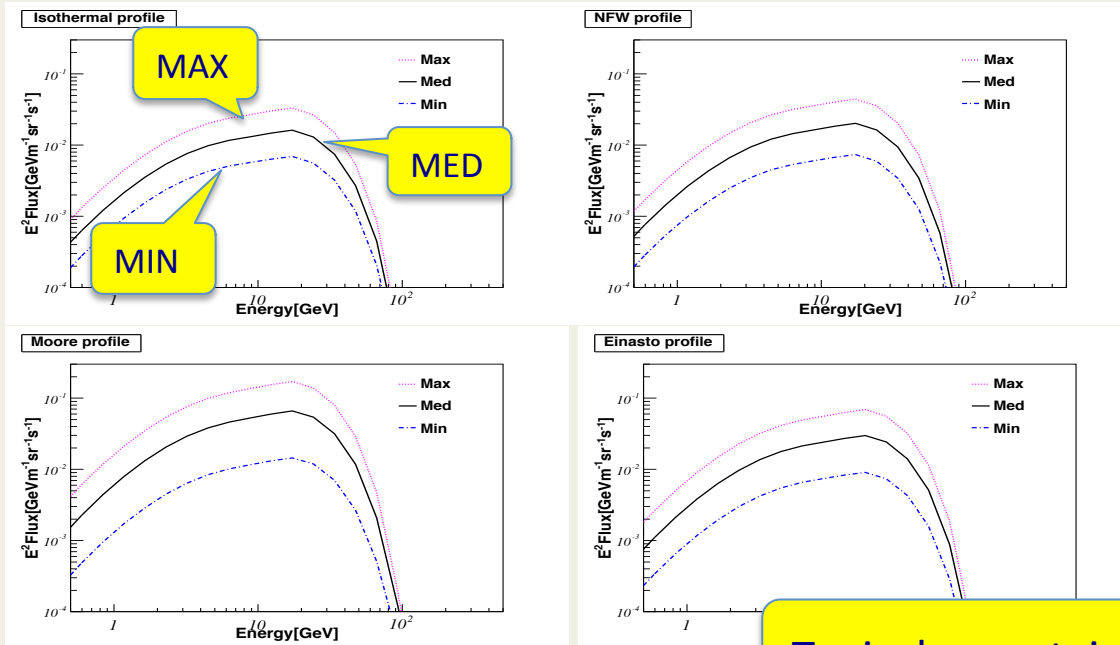 Isothermal profile
MAX
MED
MIN
Max
Med
Min
10⁻¹
10⁻²
10⁻³
10⁻⁴
E²Flux[GeVm⁻¹sr⁻¹s⁻¹]
1
10
10²
Energy[GeV]
NFW profile
Max
Med
Min
10⁻¹
10⁻²
10⁻³
10⁻⁴
E²Flux[GeVm⁻¹sr⁻¹s⁻¹]
1
10
10²
Energy[GeV]
Moore profile
Max
Med
Min
10⁻¹
10⁻²
10⁻³
10⁻⁴
E²Flux[GeVm⁻¹sr⁻¹s⁻¹]
1
10
10²
Energy[GeV]
Einasto profile
Max
Med
Min
10⁻¹
10⁻²
10⁻³
10⁻⁴
E²Flux[GeVm⁻¹sr⁻¹s⁻¹]
1